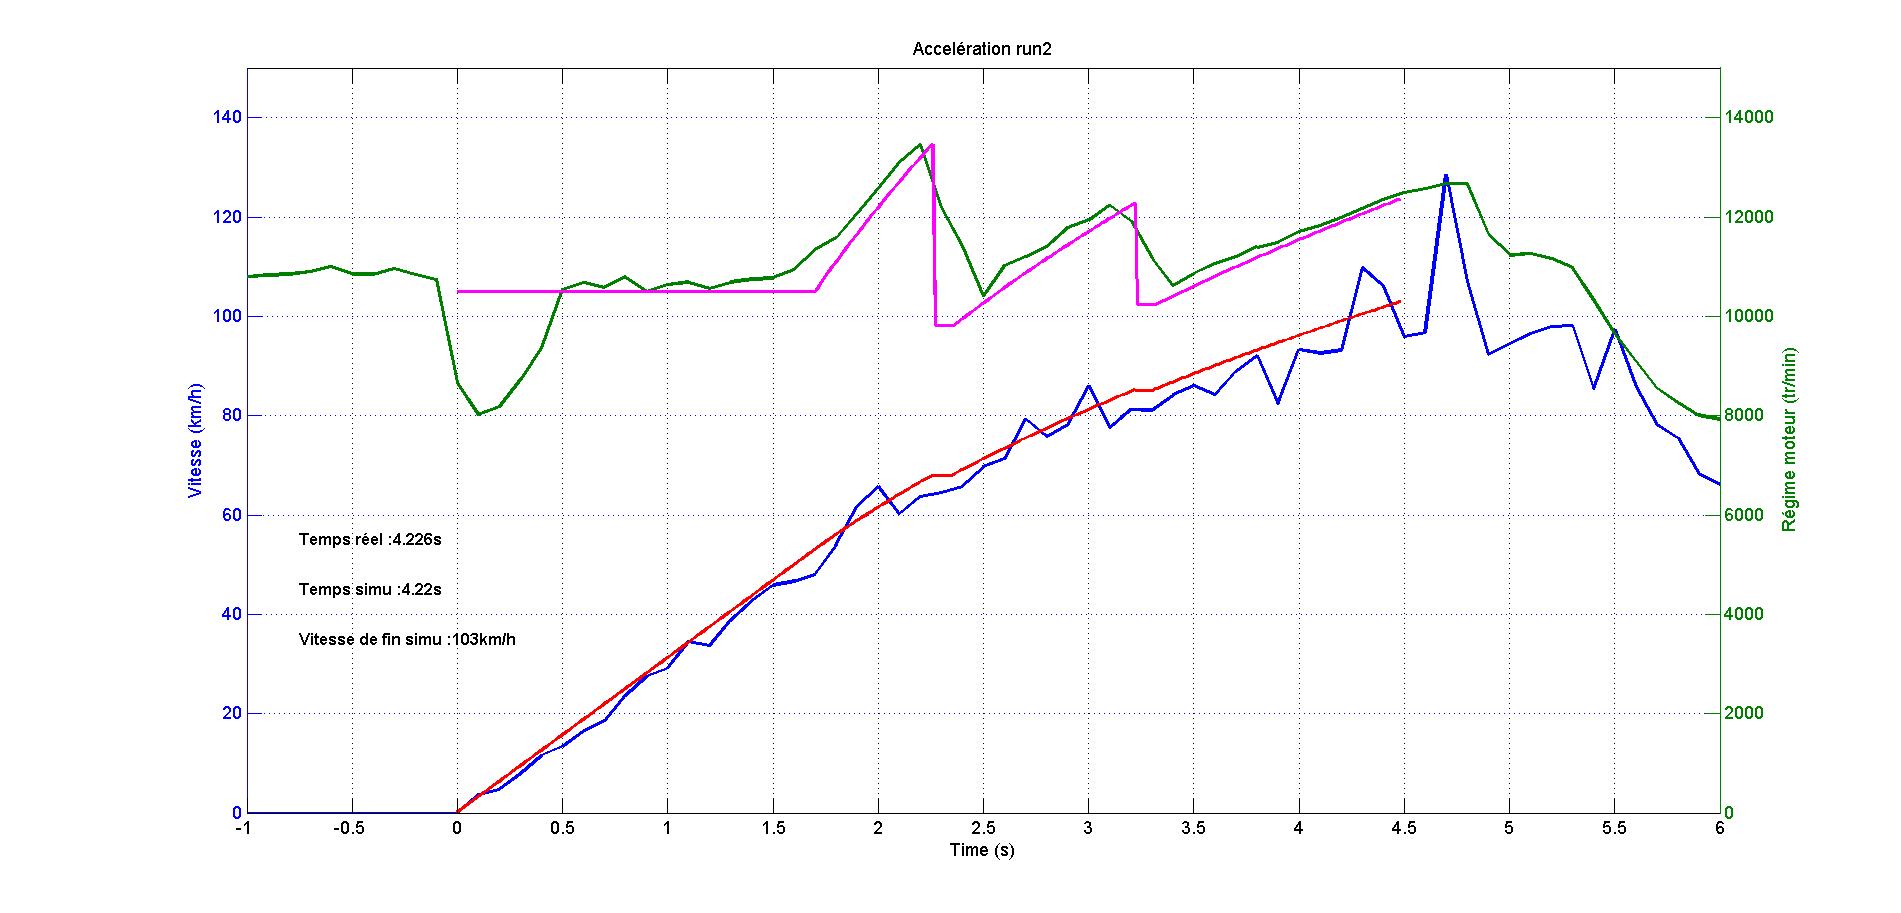 Accelération run2
140
120
100
80
60
40
20
0
14000
12000
10000
8000
6000
4000
2000
0
Vitesse (km/h)
Régime moteur (tr/min)
Temps réel :4.226s
Temps simu :4.22s
Vitesse de fin simu :103km/h
-1 -0.5 0 0.5 1 1.5 2 2.5 3 3.5 4 4.5 5 5.5 6
Time (s)